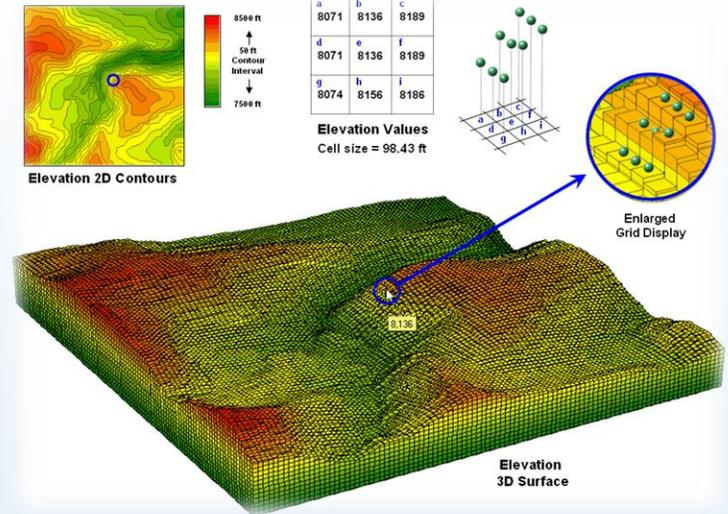 a b c
8071 8136 8189
d e f
8071 8136 8189
g h i
8074 8156 8186
Elevation Values
Cell size = 98.43 ft
8500 ft
50 ft
Contour
Interval
7500 ft
Elevation 2D Contours
a b c
d e f
g h i
Enlarged
Grid Display
8,136
Elevation
3D Surface